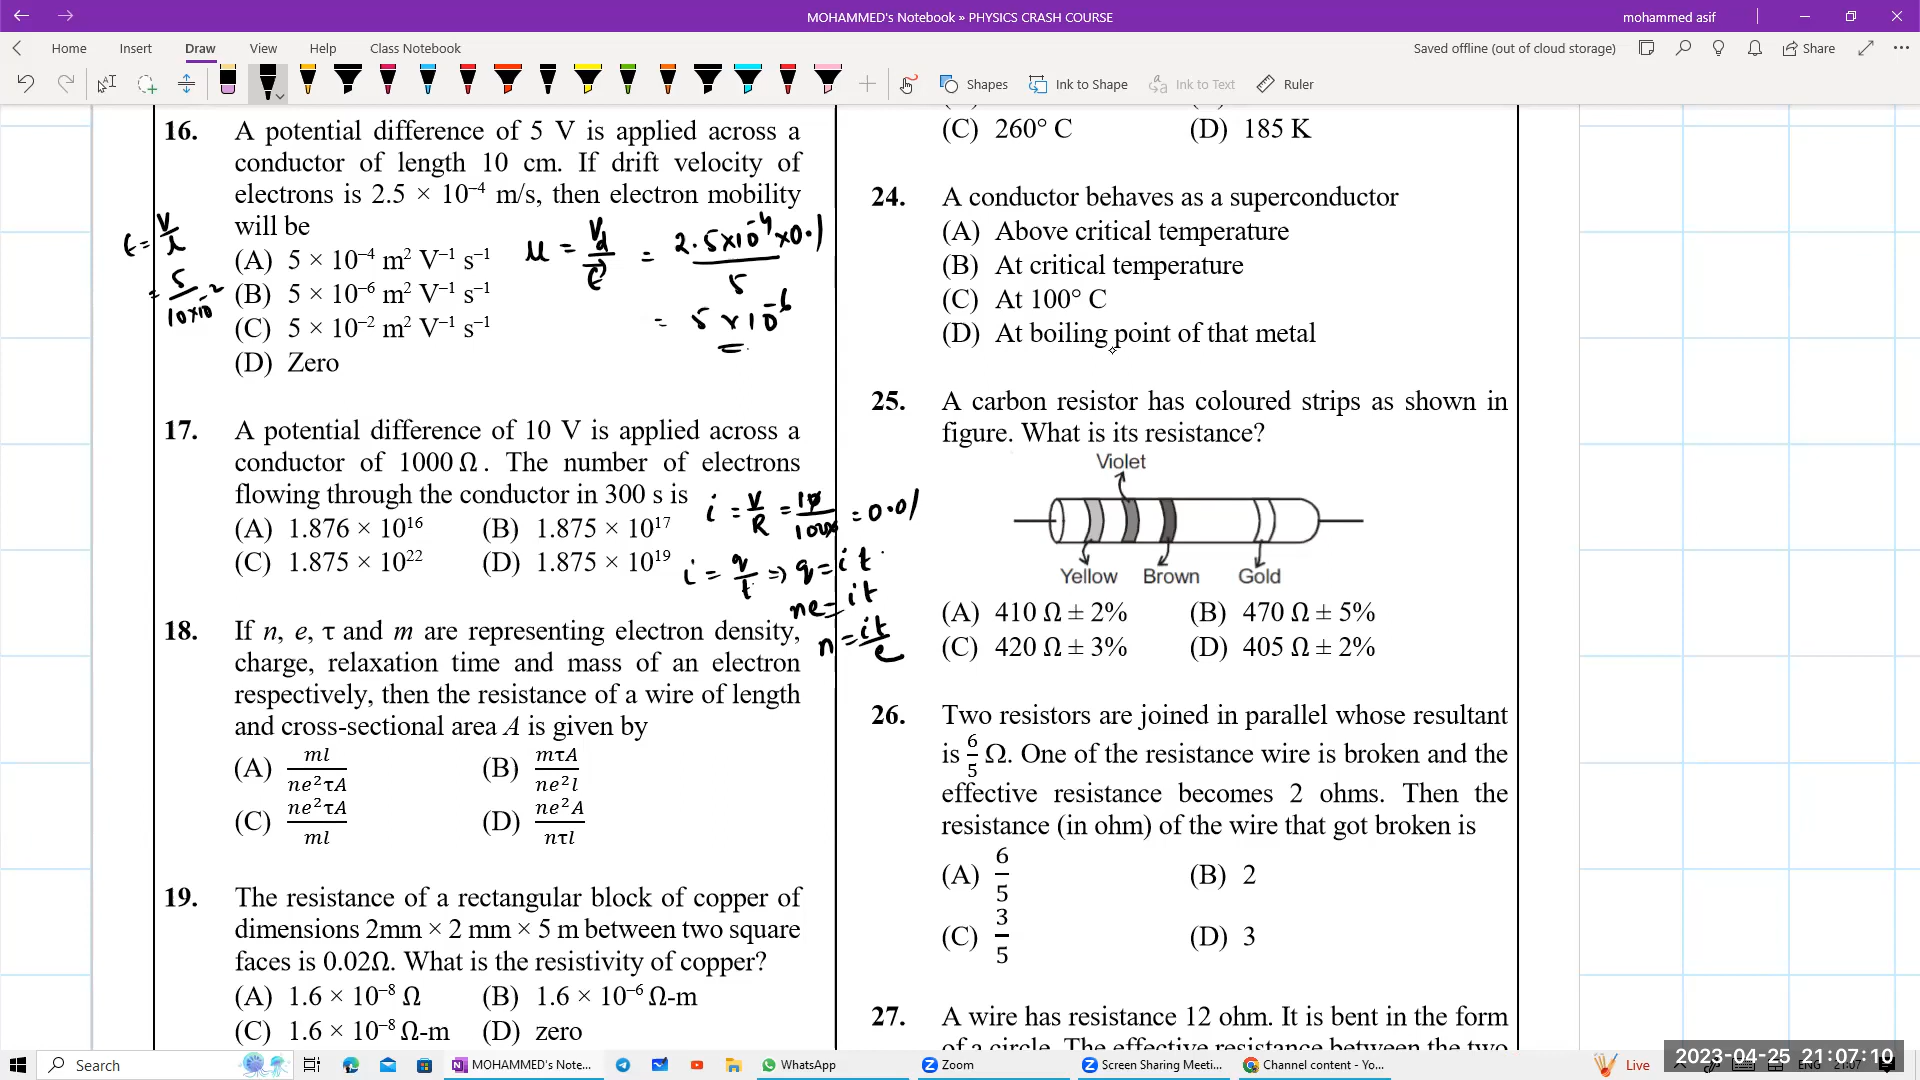 MOHAMMED's Notebook » PHYSICS CRASH COURSE
mohammed asif
Home Insert Draw View Help Class Notebook
Saved offline (out of cloud storage)
Share
Shapes Ink to Shape Ink to Text Ruler
16. A potential difference of 5 V is applied across a
conductor of length 10 cm. If drift velocity of
electrons is 2.5 × 10⁻⁴ m/s, then electron mobility
will be
(A) 5 × 10⁻⁴ m² V⁻¹ s⁻¹
(B) 5 × 10⁻⁶ m² V⁻¹ s⁻¹
(C) 5 × 10⁻² m² V⁻¹ s⁻¹
(D) Zero
E = V/l
= 5/10×10⁻²
μ = Vd/E = 2.5×10⁻⁴×0.1/5
= 5×10⁻⁶
17. A potential difference of 10 V is applied across a
conductor of 1000 Ω. The number of electrons
flowing through the conductor in 300 s is
(A) 1.876 × 10¹⁶ (B) 1.875 × 10¹⁷
(C) 1.875 × 10²² (D) 1.875 × 10¹⁹
i = V/R = 10/1000 = 0.01
i = q/t ⇒ q = it
ne = it
n = it/e
18. If n, e, τ and m are representing electron density,
charge, relaxation time and mass of an electron
respectively, then the resistance of a wire of length
and cross-sectional area A is given by
(A) ml/ne²τA (B) mτA/ne²l
(C) ne²τA/ml (D) ne²A/nτl
19. The resistance of a rectangular block of copper of
dimensions 2mm × 2 mm × 5 m between two square
faces is 0.02Ω. What is the resistivity of copper?
(A) 1.6 × 10⁻⁸ Ω (B) 1.6 × 10⁻⁶ Ω-m
(C) 1.6 × 10⁻⁸ Ω-m (D) zero
(C) 260° C (D) 185 K
24. A conductor behaves as a superconductor
(A) Above critical temperature
(B) At critical temperature
(C) At 100° C
(D) At boiling point of that metal
25. A carbon resistor has coloured strips as shown in
figure. What is its resistance?
Violet
Yellow Brown Gold
(A) 410 Ω ± 2% (B) 470 Ω ± 5%
(C) 420 Ω ± 3% (D) 405 Ω ± 2%
26. Two resistors are joined in parallel whose resultant
is 6/5 Ω. One of the resistance wire is broken and the
effective resistance becomes 2 ohms. Then the
resistance (in ohm) of the wire that got broken is
(A) 6/5 (B) 2
(C) 3/5 (D) 3
27. A wire has resistance 12 ohm. It is bent in the form
of a circle. The effective resistance between the two
Search
MOHAMMED's Note...
WhatsApp
Zoom
Screen Sharing Meeti...
Channel content - Yo...
Live
2023-04-25 21:07:10